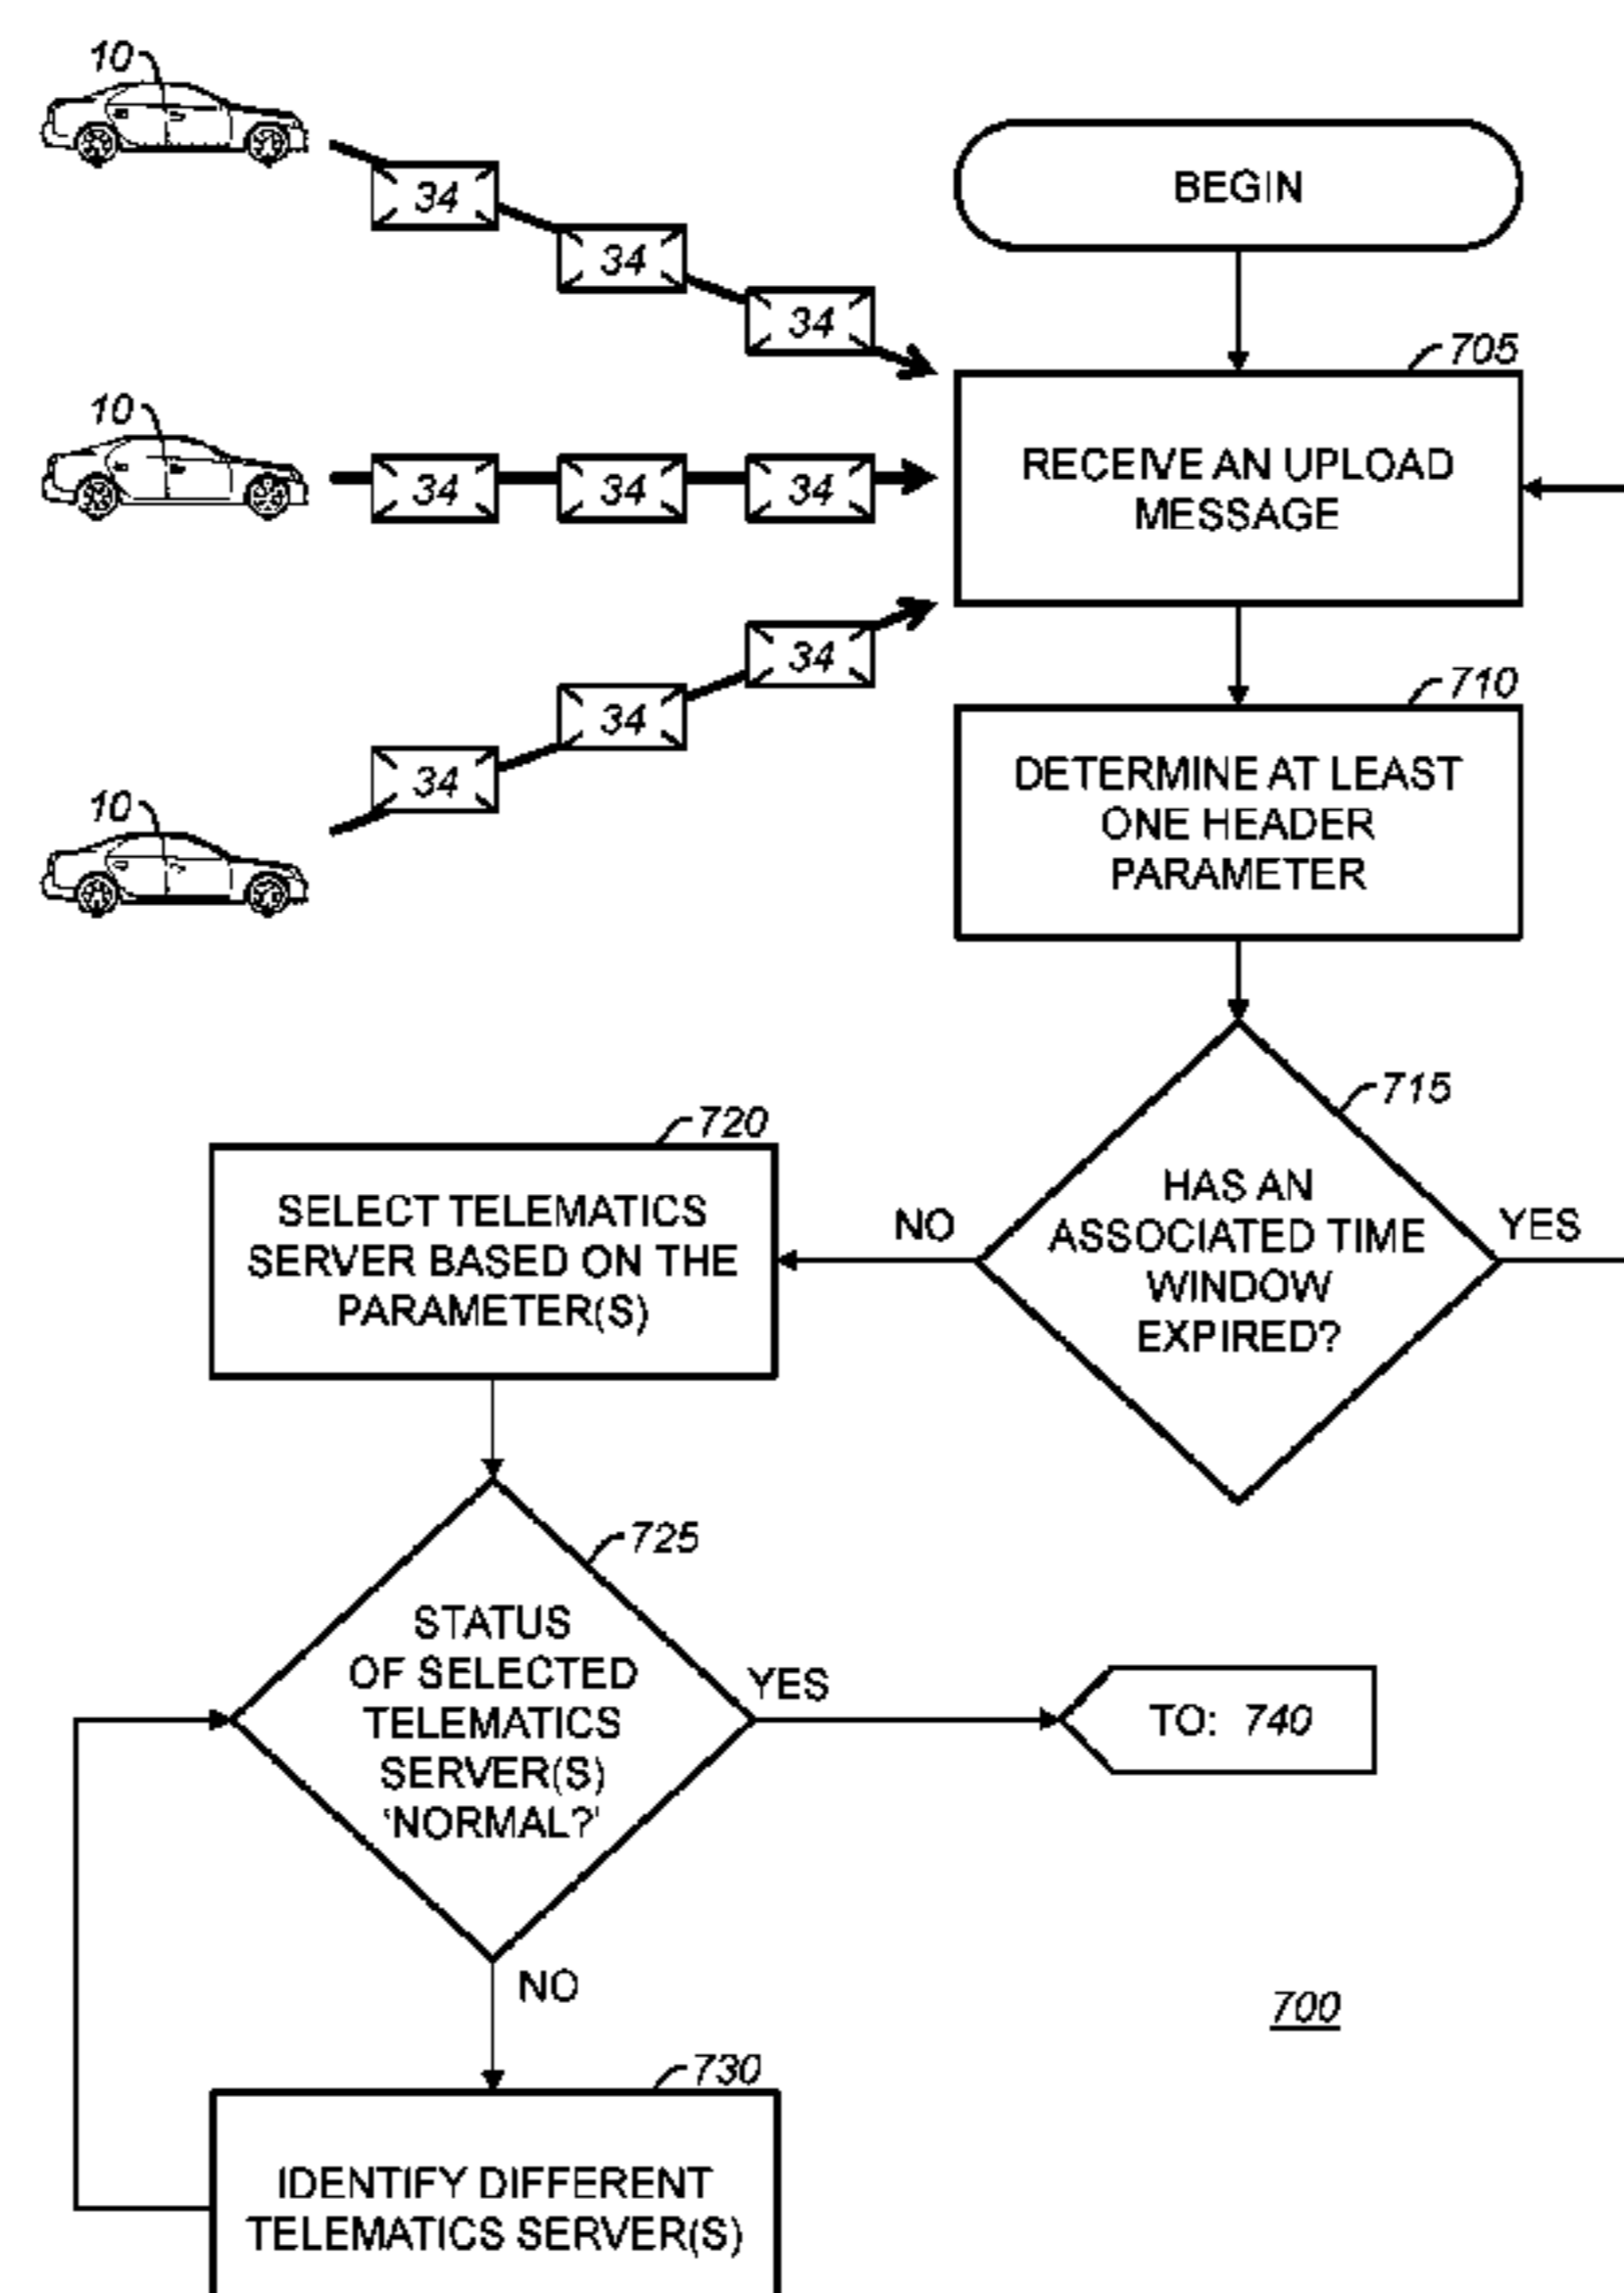 10
34
34
34
BEGIN
705
RECEIVE AN UPLOAD
MESSAGE
10
34
34
34
34
34
34
10
710
DETERMINE AT LEAST
ONE HEADER
PARAMETER
715
HAS AN
ASSOCIATED TIME
WINDOW
EXPIRED?
NO
YES
720
SELECT TELEMATICS
SERVER BASED ON THE
PARAMETER(S)
725
STATUS
OF SELECTED
TELEMATICS
SERVER(S)
‘NORMAL?’
YES
TO: 740
NO
700
730
IDENTIFY DIFFERENT
TELEMATICS SERVER(S)